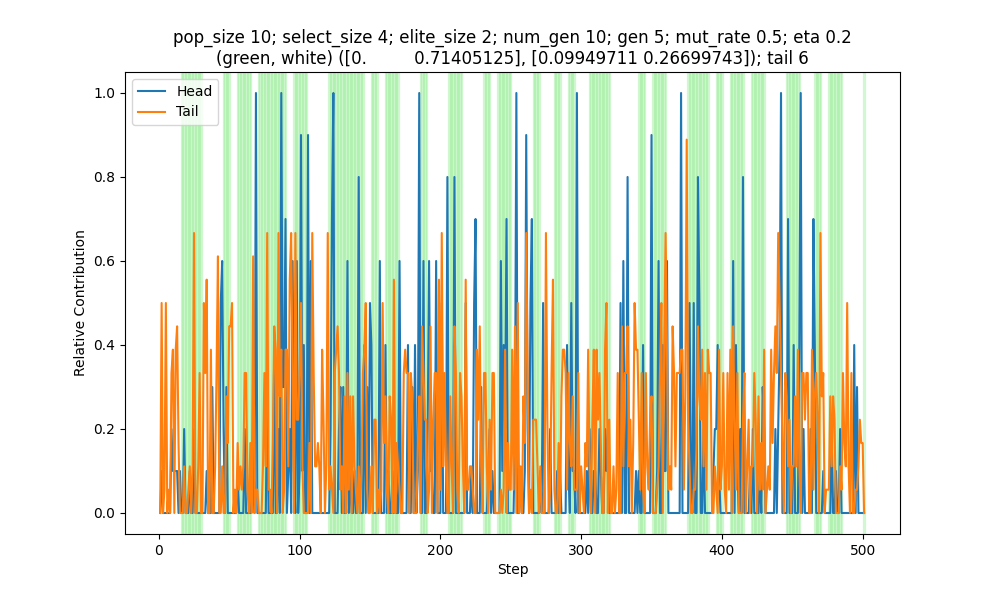 pop_size 10; select_size 4; elite_size 2; num_gen 10; gen 5; mut_rate 0.5; eta 0.2
(green, white) ([0. 0.71405125], [0.09949711 0.26699743]); tail 6
Head
Tail
1.0
0.8
0.6
0.4
0.2
0.0
Relative Contribution
0 100 200 300 400 500
Step